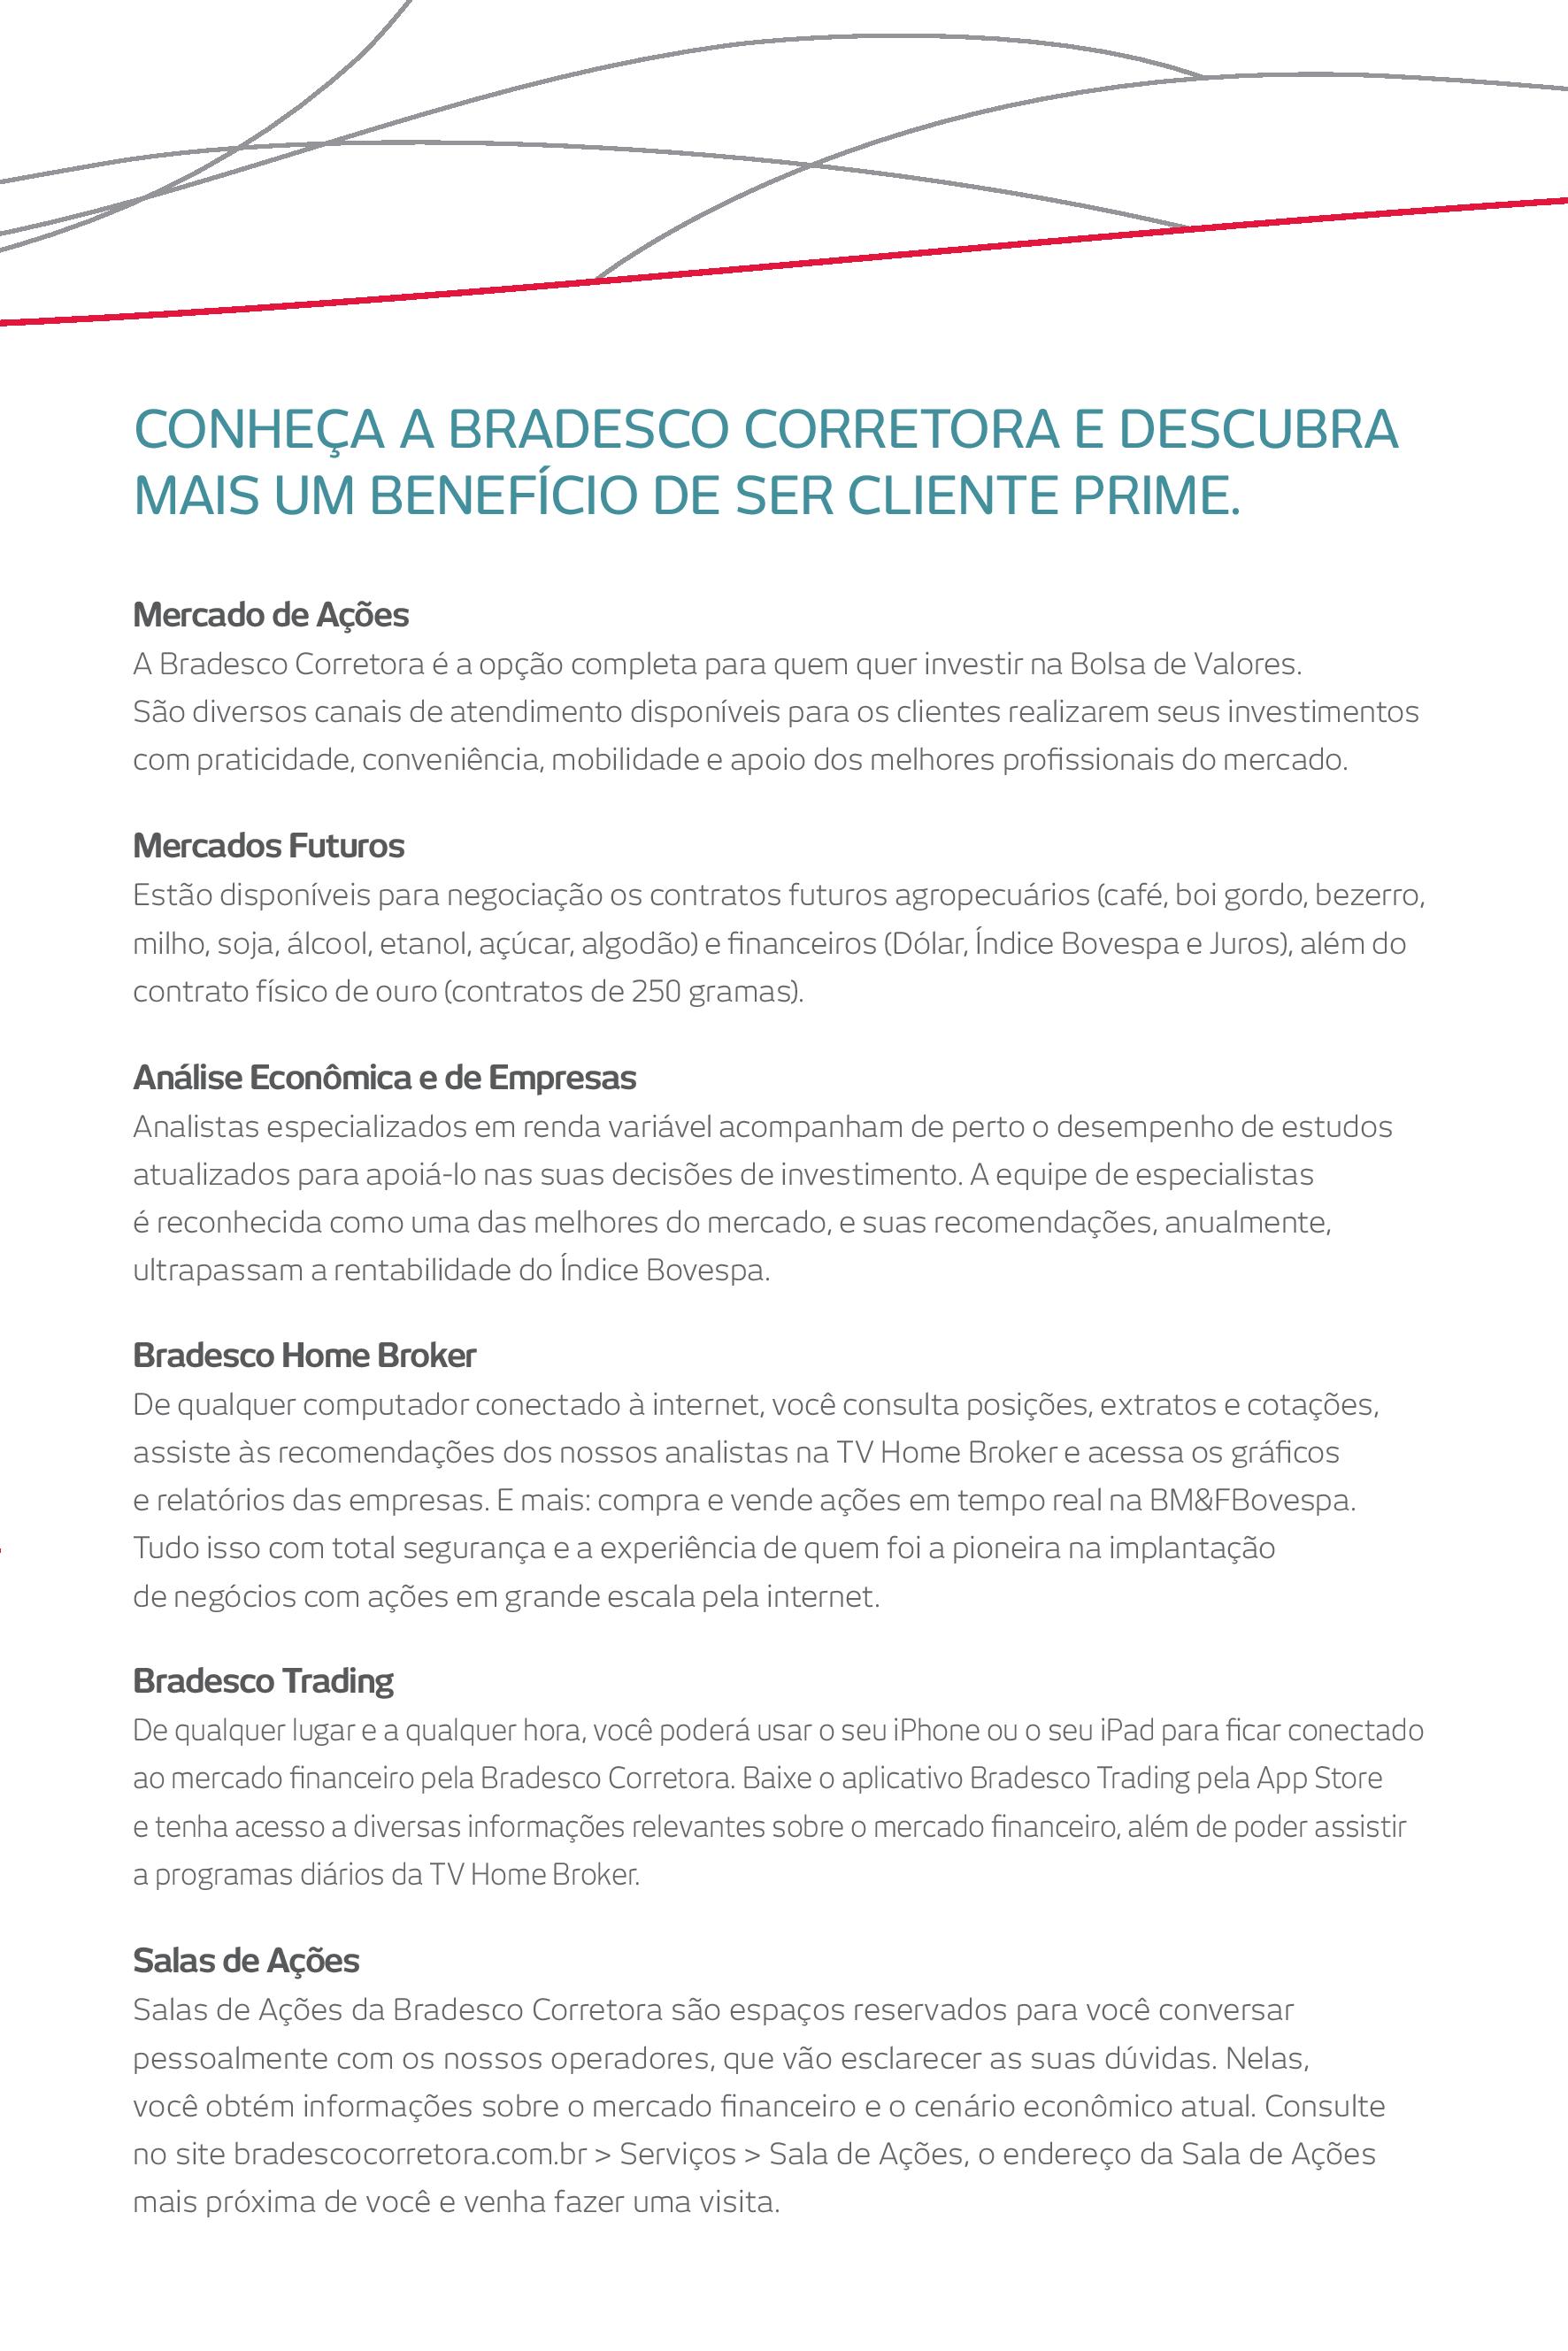 CONHEÇA A BRADESCO CORRETORA E DESCUBRA
MAIS UM BENEFÍCIO DE SER CLIENTE PRIME.
Mercado de Ações
A Bradesco Corretora é a opção completa para quem quer investir na Bolsa de Valores.
São diversos canais de atendimento disponíveis para os clientes realizarem seus investimentos
com praticidade, conveniência, mobilidade e apoio dos melhores profissionais do mercado.
Mercados Futuros
Estão disponíveis para negociação os contratos futuros agropecuários (café, boi gordo, bezerro,
milho, soja, álcool, etanol, açúcar, algodão) e financeiros (Dólar, Índice Bovespa e Juros), além do
contrato físico de ouro (contratos de 250 gramas).
Análise Econômica e de Empresas
Analistas especializados em renda variável acompanham de perto o desempenho de estudos
atualizados para apoiá-lo nas suas decisões de investimento. A equipe de especialistas
é reconhecida como uma das melhores do mercado, e suas recomendações, anualmente,
ultrapassam a rentabilidade do Índice Bovespa.
Bradesco Home Broker
De qualquer computador conectado à internet, você consulta posições, extratos e cotações,
assiste às recomendações dos nossos analistas na TV Home Broker e acessa os gráficos
e relatórios das empresas. E mais: compra e vende ações em tempo real na BM&FBovespa.
Tudo isso com total segurança e a experiência de quem foi a pioneira na implantação
de negócios com ações em grande escala pela internet.
Bradesco Trading
De qualquer lugar e a qualquer hora, você poderá usar o seu iPhone ou o seu iPad para ficar conectado
ao mercado financeiro pela Bradesco Corretora. Baixe o aplicativo Bradesco Trading pela App Store
e tenha acesso a diversas informações relevantes sobre o mercado financeiro, além de poder assistir
a programas diários da TV Home Broker.
Salas de Ações
Salas de Ações da Bradesco Corretora são espaços reservados para você conversar
pessoalmente com os nossos operadores, que vão esclarecer as suas dúvidas. Nelas,
você obtém informações sobre o mercado financeiro e o cenário econômico atual. Consulte
no site bradescocorretora.com.br > Serviços > Sala de Ações, o endereço da Sala de Ações
mais próxima de você e venha fazer uma visita.